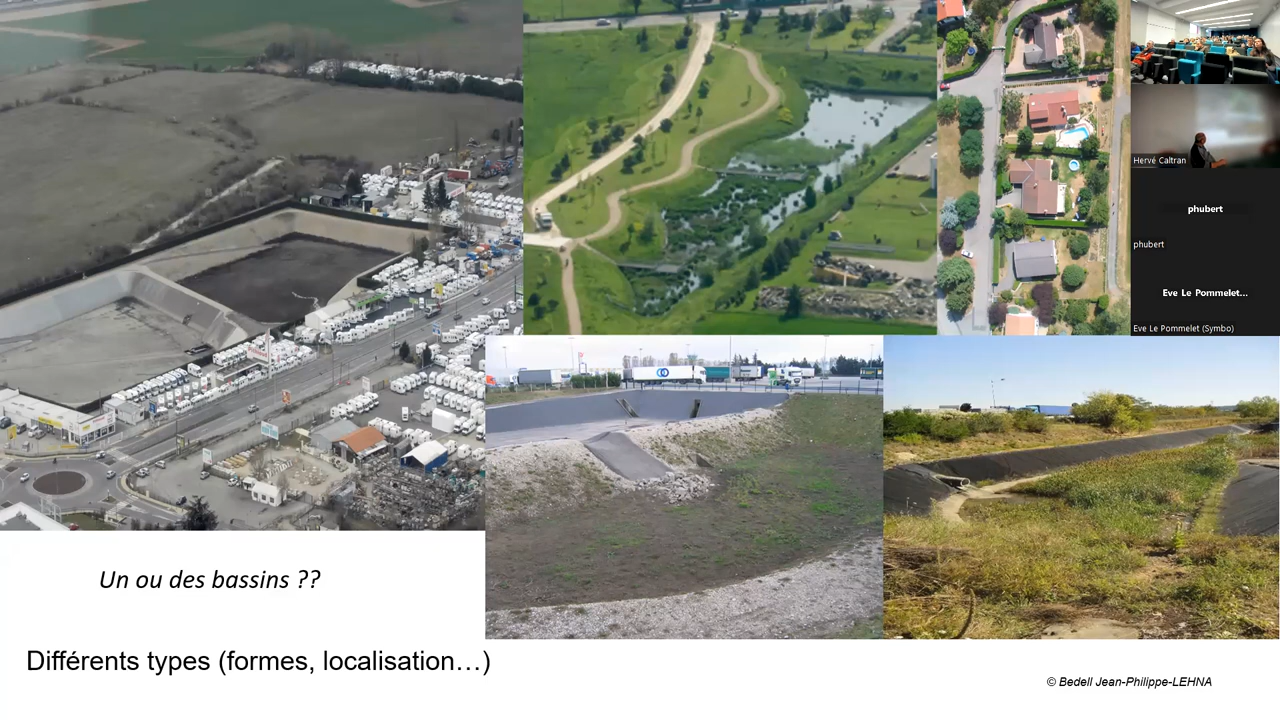 Hervé Caltran
phubert
phubert
Eve Le Pommelet...
Eve Le Pommelet (Symbo)
Un ou des bassins ??
Différents types (formes, localisation…)
© Bedell Jean-Philippe-LEHNA